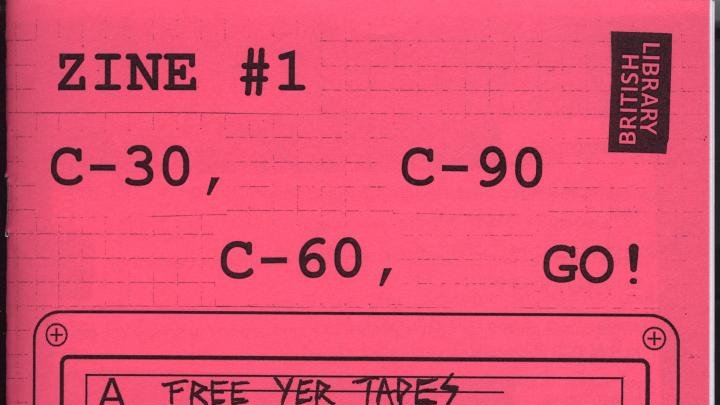 ZINE #1
BRITISH
LIBRARY
C-30,
C-60,
C-90
GO!
A FREE YER TAPES